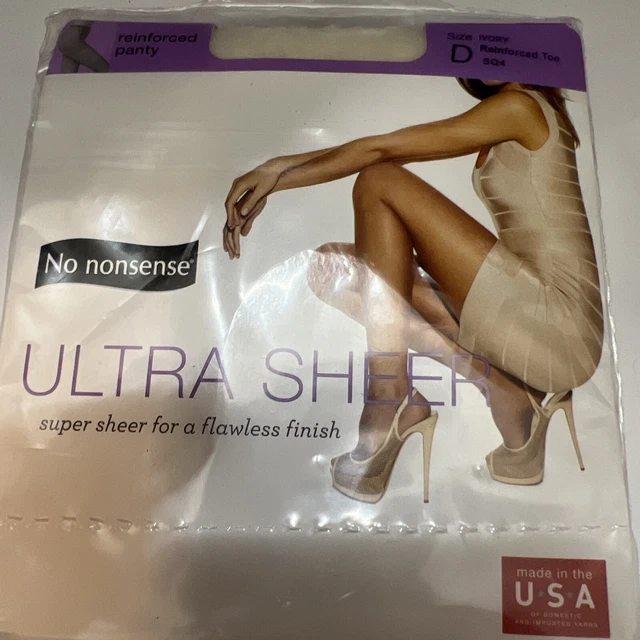 reinforced
panty
Size IVORY
D Reinforced Toe
SQ4
No nonsense®
ULTRA SHEER
super sheer for a flawless finish
made in the
U·S·A
OF DOMESTIC
AND IMPORTED YARNS